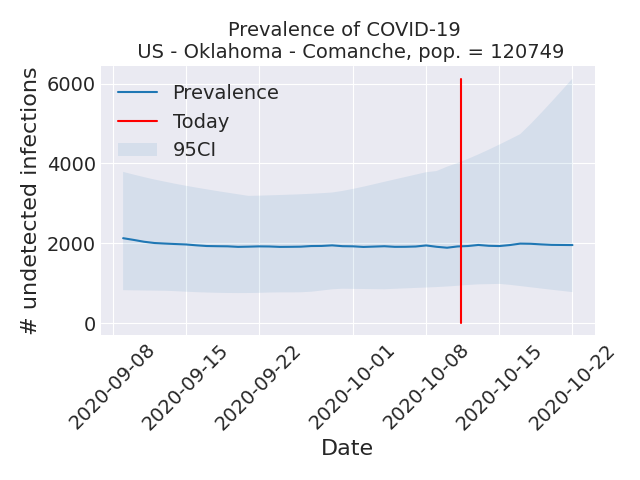 Prevalence of COVID-19
US - Oklahoma - Comanche, pop. = 120749
# undetected infections
6000
4000
2000
0
Prevalence
Today
95CI
2020-09-08
2020-09-15
2020-09-22
2020-10-01
2020-10-08
2020-10-15
2020-10-22
Date